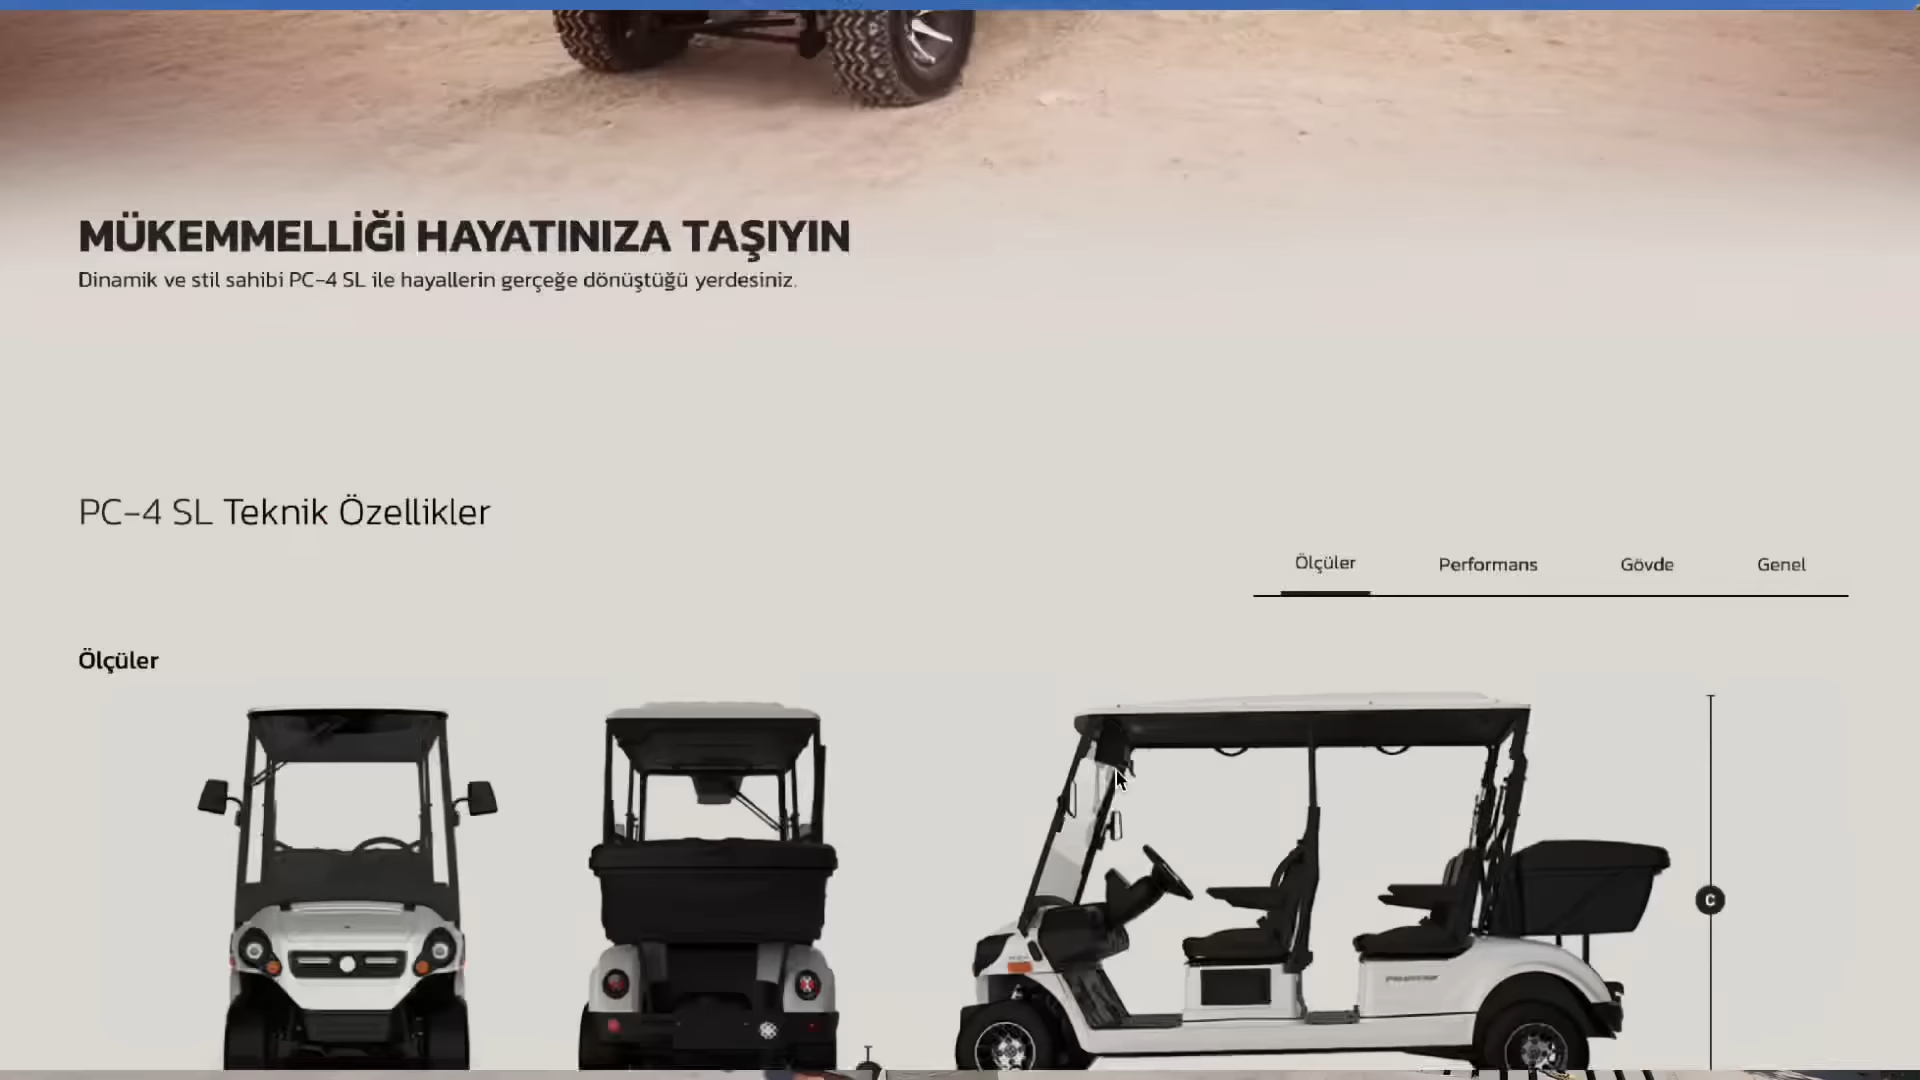 MÜKEMMELLİĞİ HAYATINIZA TAŞIYIN
Dinamik ve stil sahibi PC-4 SL ile hayallerin gerçeğe dönüştüğü yerdesiniz.
PC-4 SL Teknik Özellikler
Ölçüler
Performans
Gövde
Genel
Ölçüler
C